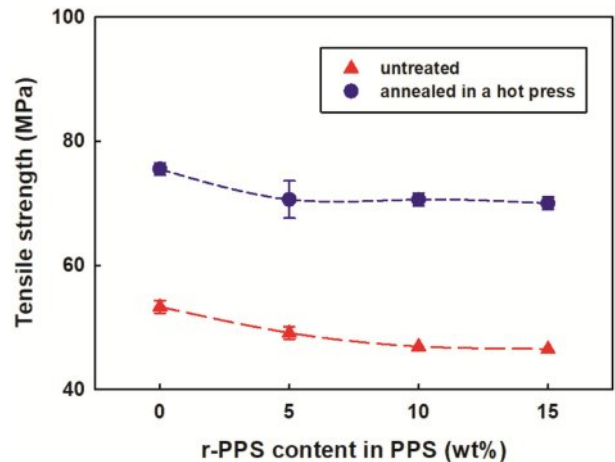 100
80
60
40
Tensile strength (MPa)
untreated
annealed in a hot press
0 5 10 15
r-PPS content in PPS (wt%)